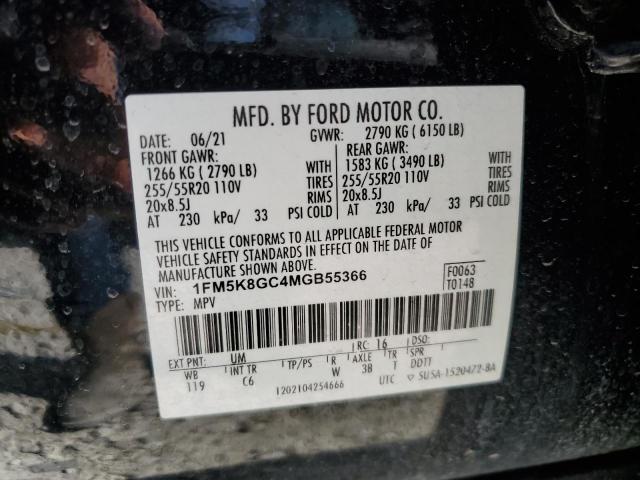 MFD. BY FORD MOTOR CO.
DATE: 06/21 GVWR: 2790 KG ( 6150 LB)
FRONT GAWR: REAR GAWR:
1266 KG ( 2790 LB) WITH 1583 KG ( 3490 LB) WITH
255/55R20 110V TIRES 255/55R20 110V TIRES
20x8.5J RIMS 20x8.5J RIMS
AT 230 kPa/ 33 PSI COLD AT 230 kPa/ 33 PSI COLD
THIS VEHICLE CONFORMS TO ALL APPLICABLE FEDERAL MOTOR
VEHICLE SAFETY STANDARDS IN EFFECT ON THE DATE OF
MANUFACTURE SHOWN ABOVE.
VIN: 1FM5K8GC4MGB55366 F0063
TYPE: MPV T0148
EXT PNT: UM RC: 16 DSO:
WB INT TR TP/PS R AXLE TR SPR
119 C6 W 3B T DDTT
1202104254666 UTC ▽ 5U5A-1520472-BA